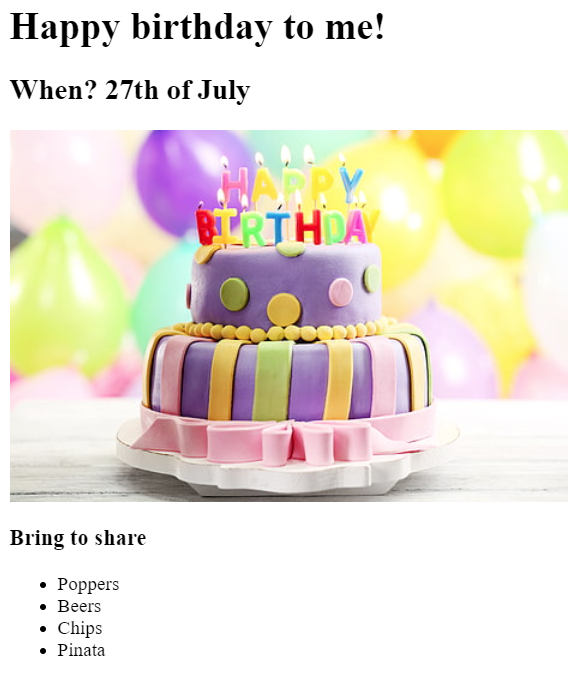 Happy birthday to me!
When? 27th of July
HAPPY
BIRTHDAY
Bring to share
Poppers
Beers
Chips
Pinata